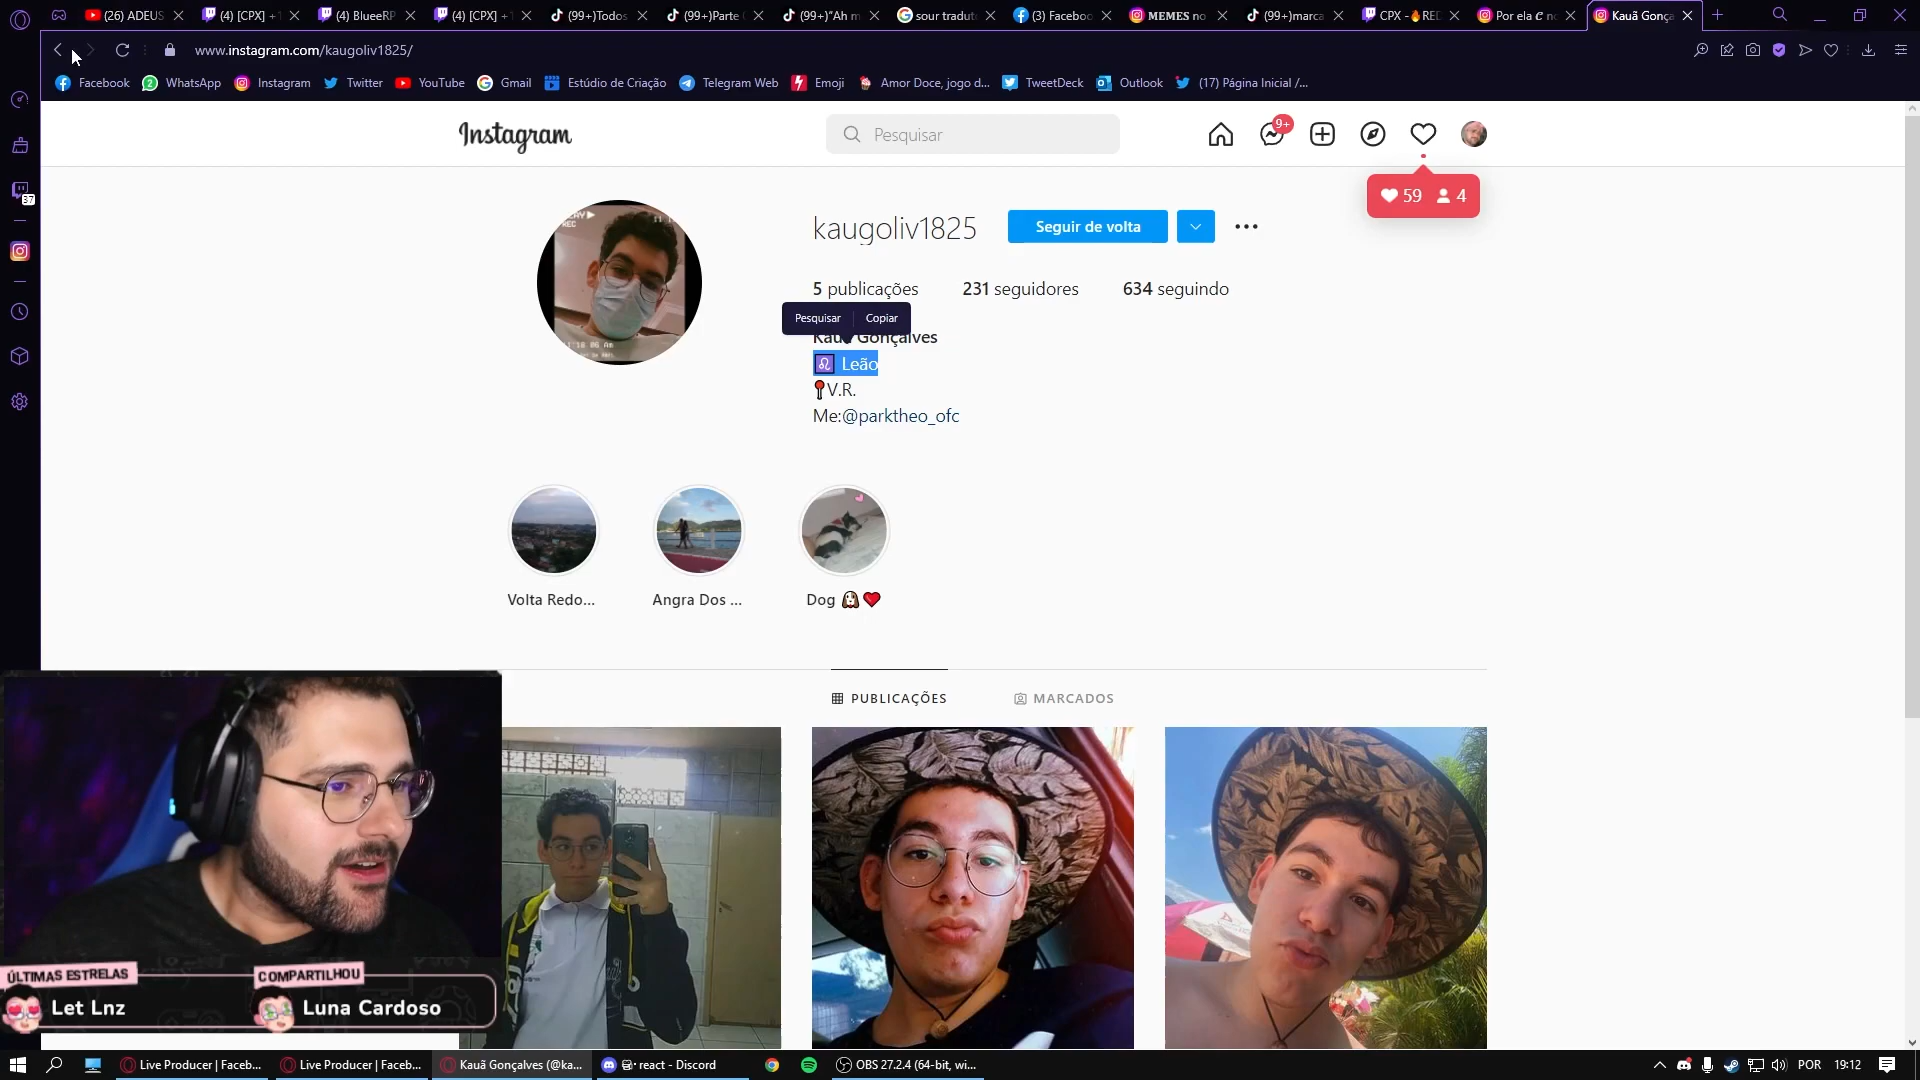 (26) ADEUS
(4) [CPX] +
(4) BlueeRP
(4) [CPX] +
(99+)Todos
(99+)Parte
(99+)"Ah m
sour tradut
(3) Faceboo
MEMES no
(99+)marca
CPX -🔥RED
Por ela C no
Kauã Gonça
www.instagram.com/kaugoliv1825/
Facebook
WhatsApp
Instagram
Twitter
YouTube
Gmail
Estúdio de Criação
Telegram Web
Emoji
Amor Doce, jogo d...
TweetDeck
Outlook
(17) Página Inicial /...
37
Instagram
Pesquisar
9+
59 4
kaugoliv1825
Seguir de volta
5 publicações
231 seguidores
634 seguindo
Pesquisar
Copiar
Kauã Gonçalves
♌ Leão
📍V.R.
Me:@parktheo_ofc
Volta Redo...
Angra Dos ...
Dog 🐶❤️
PUBLICAÇÕES
MARCADOS
ÚLTIMAS ESTRELAS
Let Lnz
COMPARTILHOU
Luna Cardoso
Live Producer | Faceb...
Live Producer | Faceb...
Kauã Gonçalves (@ka...
react - Discord
OBS 27.2.4 (64-bit, wi...
POR
19:12